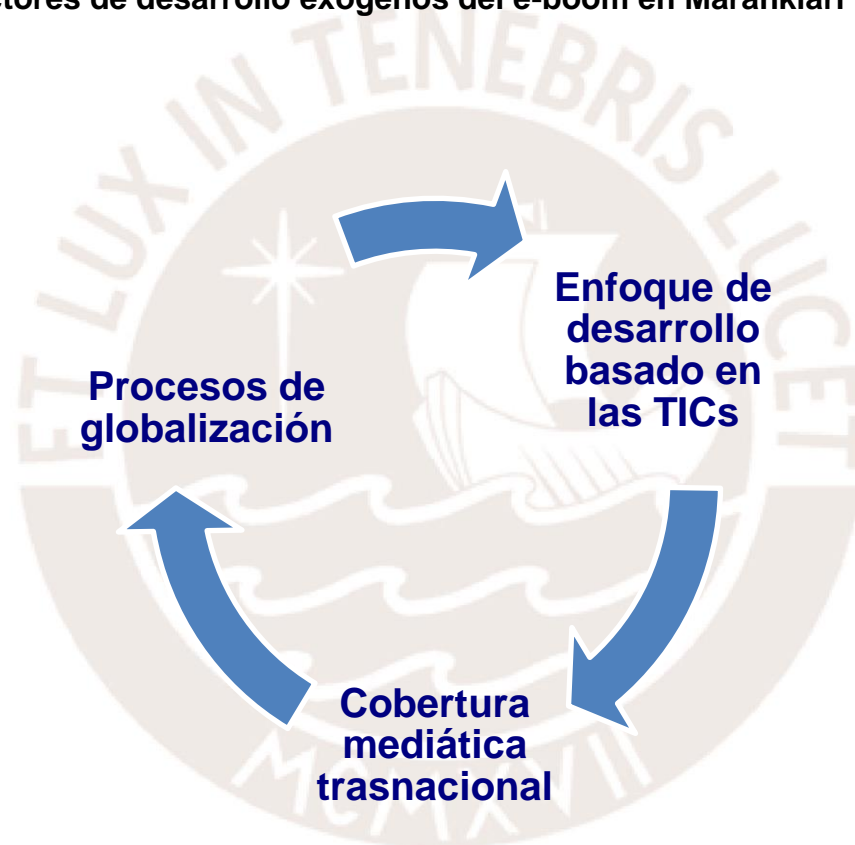 de desarrollo exógenos del e-boom en Marankiari
ET LUX IN TENEBRIS LUCET
Procesos de
globalización
Enfoque de
desarrollo
basado en
las TICs
Cobertura
mediática
trasnacional
MCMXVII